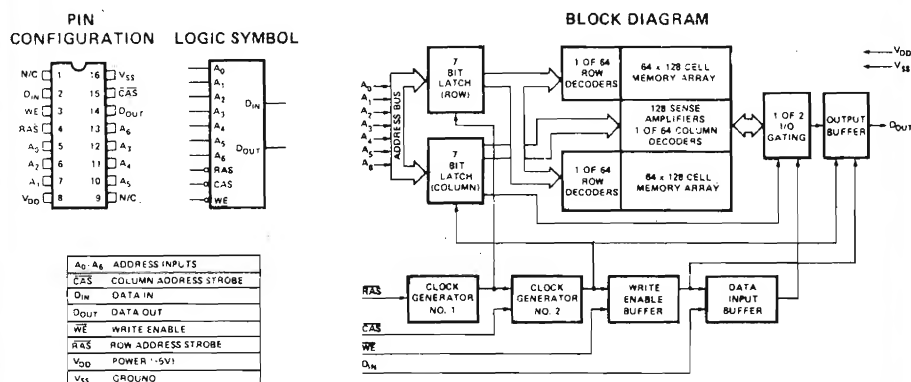 PIN
CONFIGURATION
N/C 1 16 VSS
DIN 2 15 CAS
WE 3 14 DOUT
RAS 4 13 A6
A0 5 12 A3
A2 6 11 A4
A1 7 10 A5
VDD 8 9 N/C
LOGIC SYMBOL
A0
A1
A2
A3
A4
A5
A6
RAS
CAS
WE
DIN
DOUT
A0-A6 ADDRESS INPUTS
CAS COLUMN ADDRESS STROBE
DIN DATA IN
DOUT DATA OUT
WE WRITE ENABLE
RAS ROW ADDRESS STROBE
VDD POWER (+5V)
VSS GROUND
BLOCK DIAGRAM
A0
A1
A2
A3
A4
A5
A6
ADDRESS BUS
7
BIT
LATCH
(ROW)
7
BIT
LATCH
(COLUMN)
1 OF 64
ROW
DECODERS
64 x 128 CELL
MEMORY ARRAY
128 SENSE
AMPLIFIERS
1 OF 64 COLUMN
DECODERS
1 OF 64
ROW
DECODERS
64 x 128 CELL
MEMORY ARRAY
1 OF 2
I/O
GATING
OUTPUT
BUFFER
VDD
VSS
DOUT
RAS
CAS
WE
DIN
CLOCK
GENERATOR
NO. 1
CLOCK
GENERATOR
NO. 2
WRITE
ENABLE
BUFFER
DATA
INPUT
BUFFER